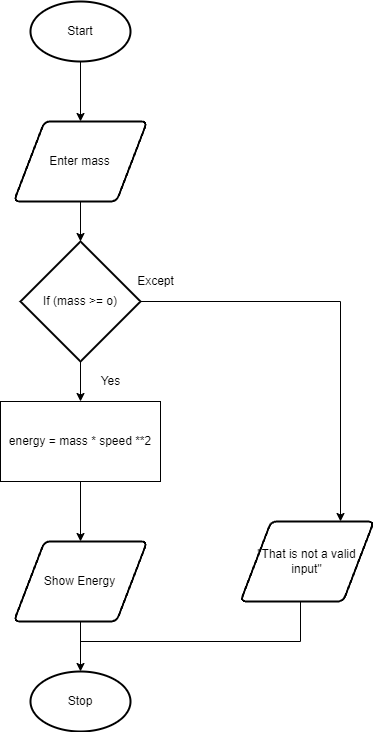 Start
Enter mass
If (mass >= o)
Except
Yes
energy = mass * speed **2
Show Energy
"That is not a valid
input"
Stop